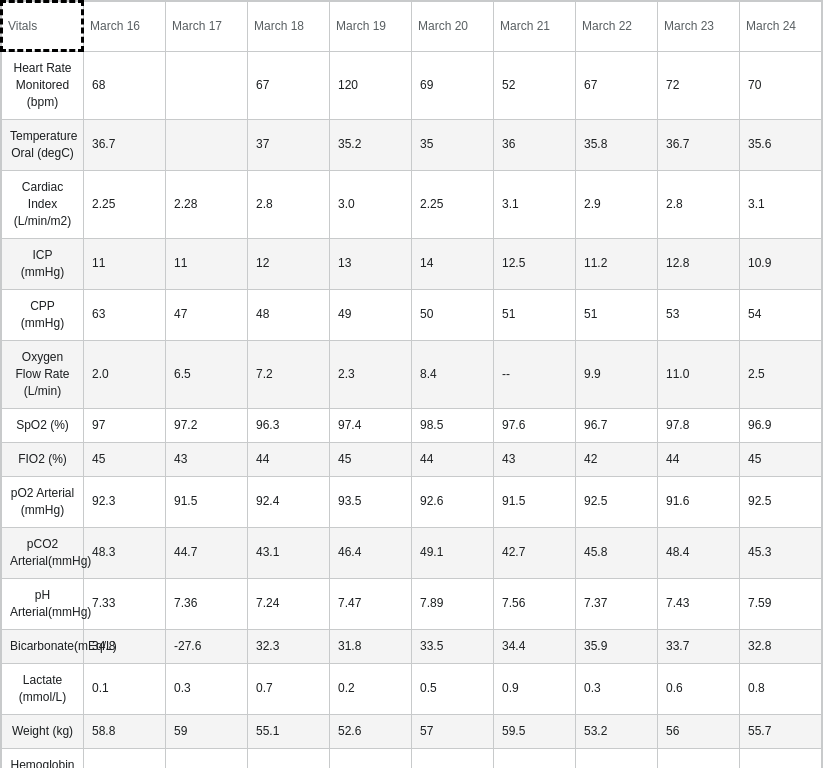 Vitals March 16 March 17 March 18 March 19 March 20 March 21 March 22 March 23 March 24
Heart Rate
Monitored
(bpm)
68 67 120 69 52 67 72 70
Temperature
Oral (degC)
36.7 37 35.2 35 36 35.8 36.7 35.6
Cardiac
Index
(L/min/m2)
2.25 2.28 2.8 3.0 2.25 3.1 2.9 2.8 3.1
ICP
(mmHg)
11 11 12 13 14 12.5 11.2 12.8 10.9
CPP
(mmHg)
63 47 48 49 50 51 51 53 54
Oxygen
Flow Rate
(L/min)
2.0 6.5 7.2 2.3 8.4 -- 9.9 11.0 2.5
SpO2 (%) 97 97.2 96.3 97.4 98.5 97.6 96.7 97.8 96.9
FIO2 (%) 45 43 44 45 44 43 42 44 45
pO2 Arterial
(mmHg)
92.3 91.5 92.4 93.5 92.6 91.5 92.5 91.6 92.5
pCO2
Arterial(mmHg)
48.3 44.7 43.1 46.4 49.1 42.7 45.8 48.4 45.3
pH
Arterial(mmHg)
7.33 7.36 7.24 7.47 7.89 7.56 7.37 7.43 7.59
Bicarbonate(mEq/L) -27.6 32.3 31.8 33.5 34.4 35.9 33.7 32.8
Lactate
(mmol/L)
0.1 0.3 0.7 0.2 0.5 0.9 0.3 0.6 0.8
Weight (kg) 58.8 59 55.1 52.6 57 59.5 53.2 56 55.7
Hemoglobin